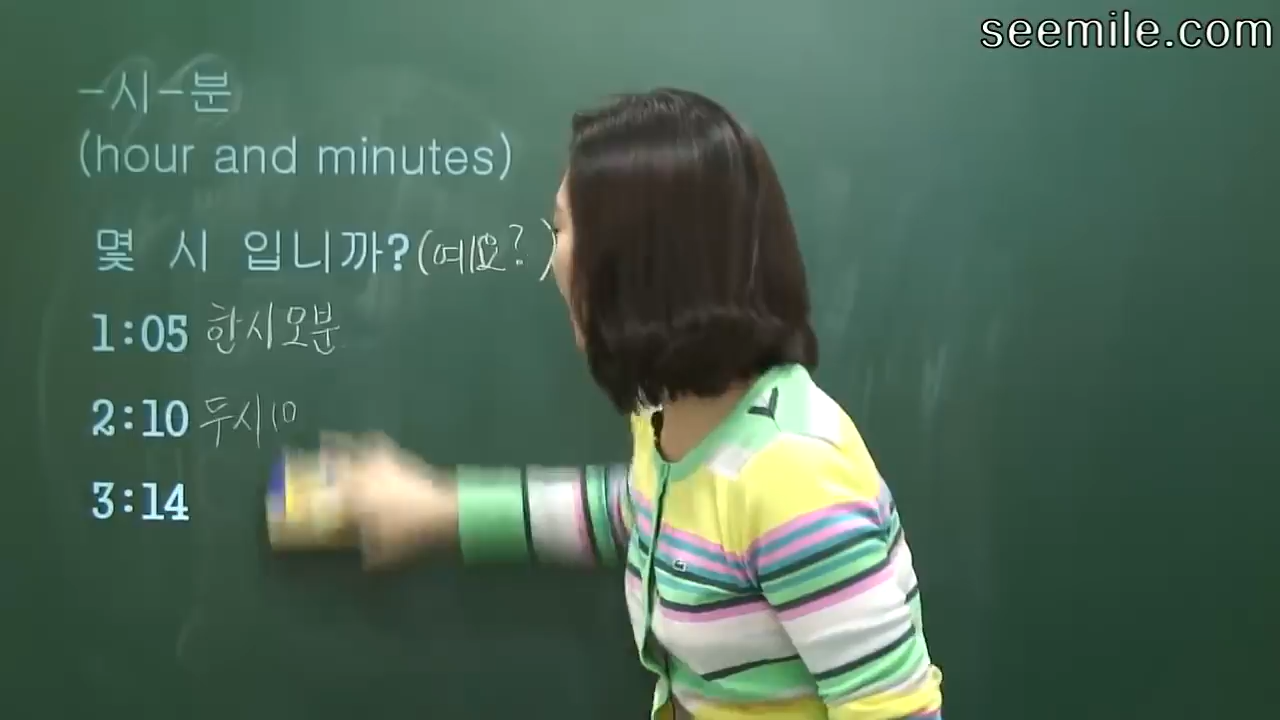 seemile.com
-시-분
(hour and minutes)
몇 시 입니까?(예요?)
1:05 한시오분
2:10 두시10
3:14